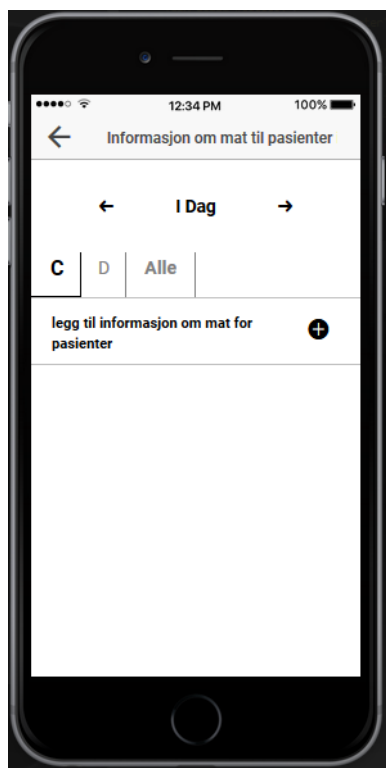 12:34 PM 100%
Informasjon om mat til pasienter
I Dag
C D Alle
legg til informasjon om mat for
pasienter